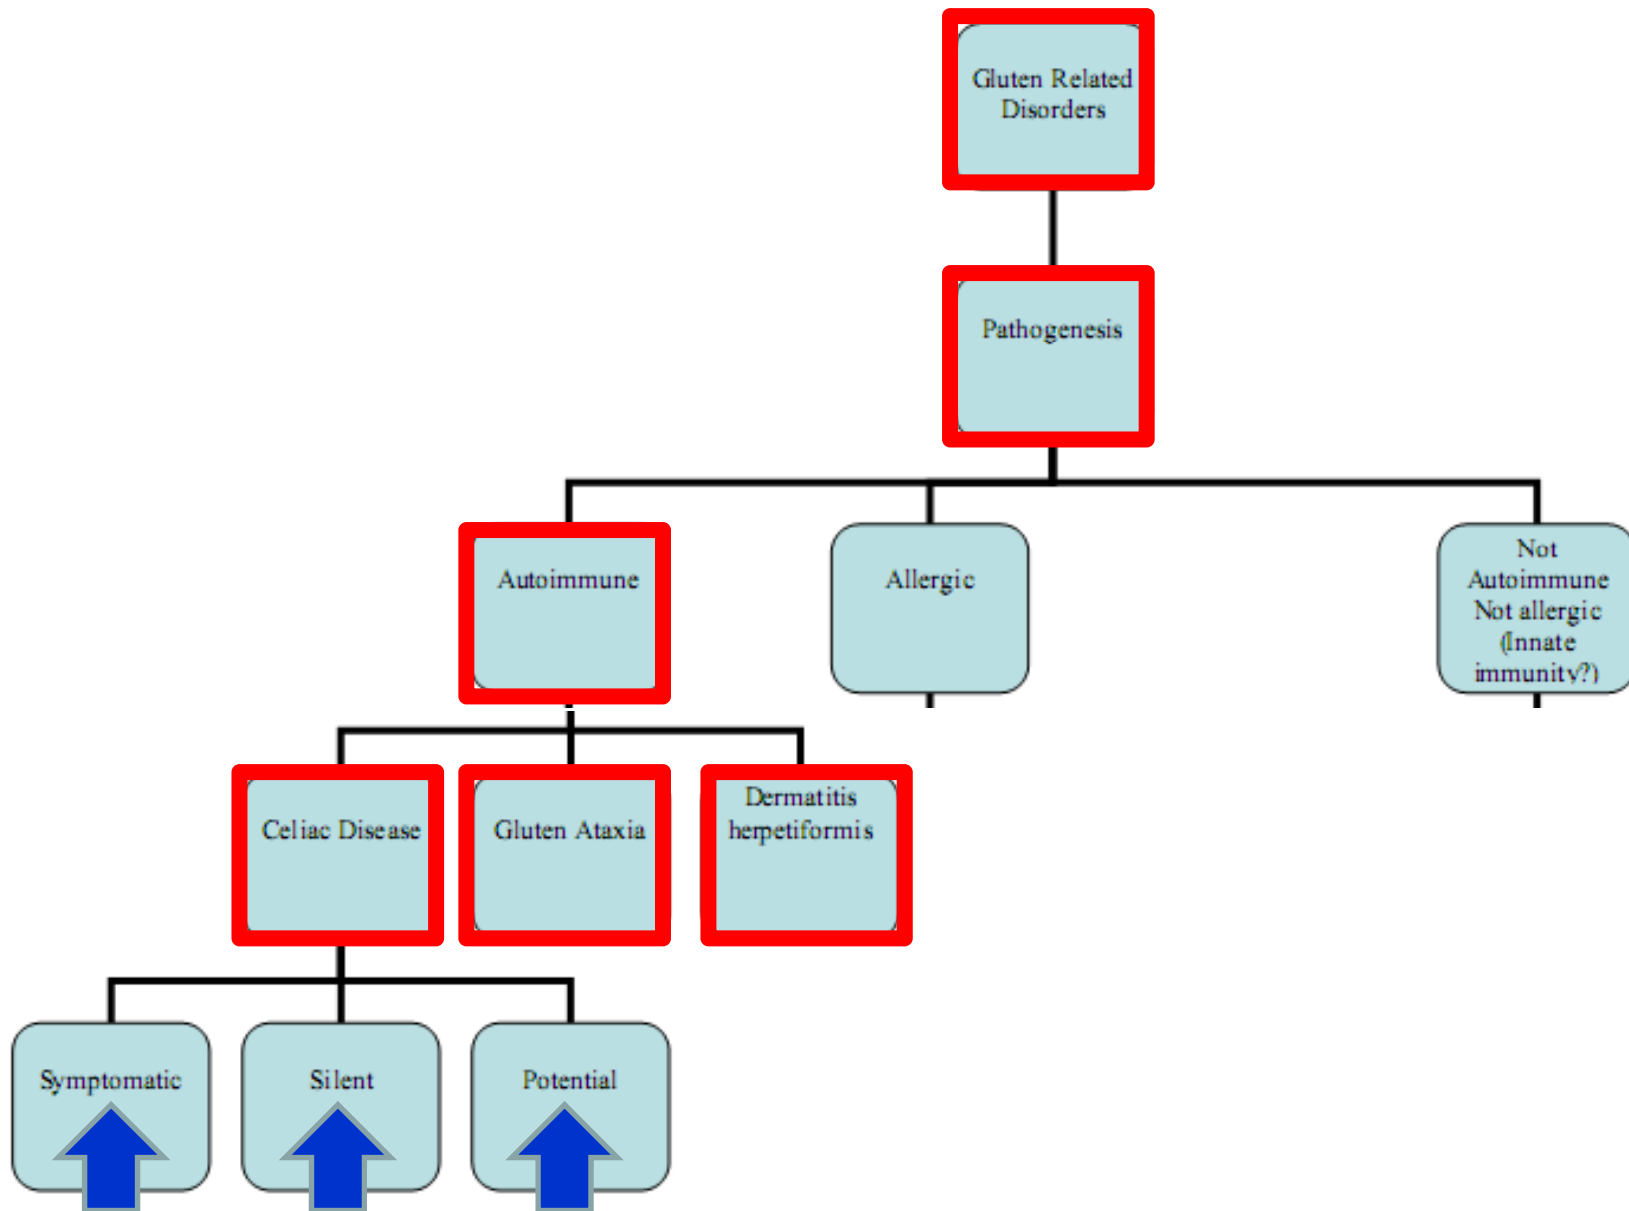 Gluten Related
Disorders
Pathogenesis
Autoimmune
Allergic
Not
Autoimmune
Not allergic
(Innate
immunity?)
Celiac Disease
Gluten Ataxia
Dermatitis
herpetiformis
Symptomatic
Silent
Potential